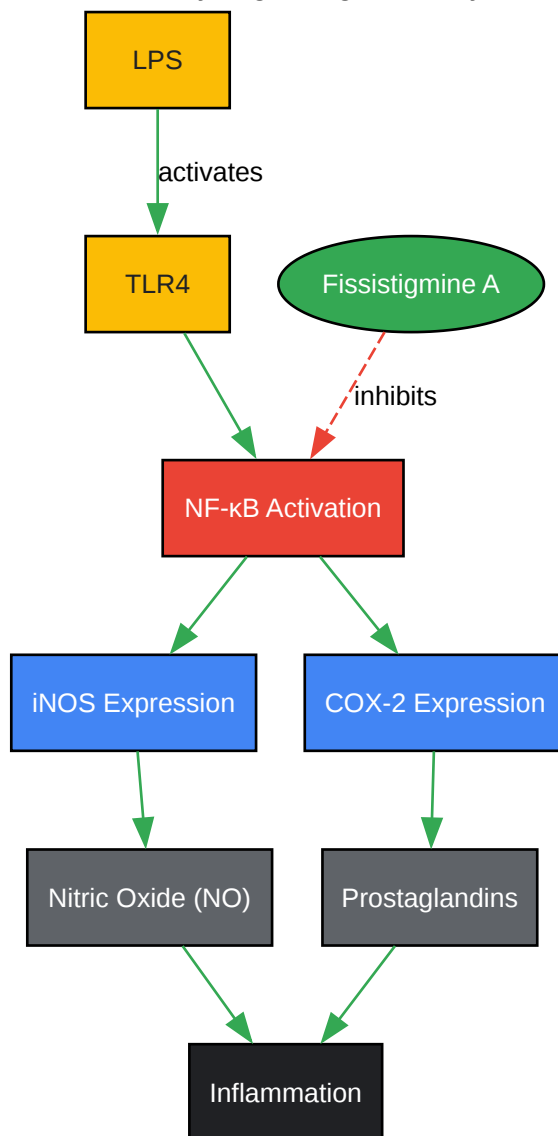 LPS
activates
TLR4
Fissistigmine A
inhibits
NF-κB Activation
iNOS Expression
COX-2 Expression
Nitric Oxide (NO)
Prostaglandins
Inflammation